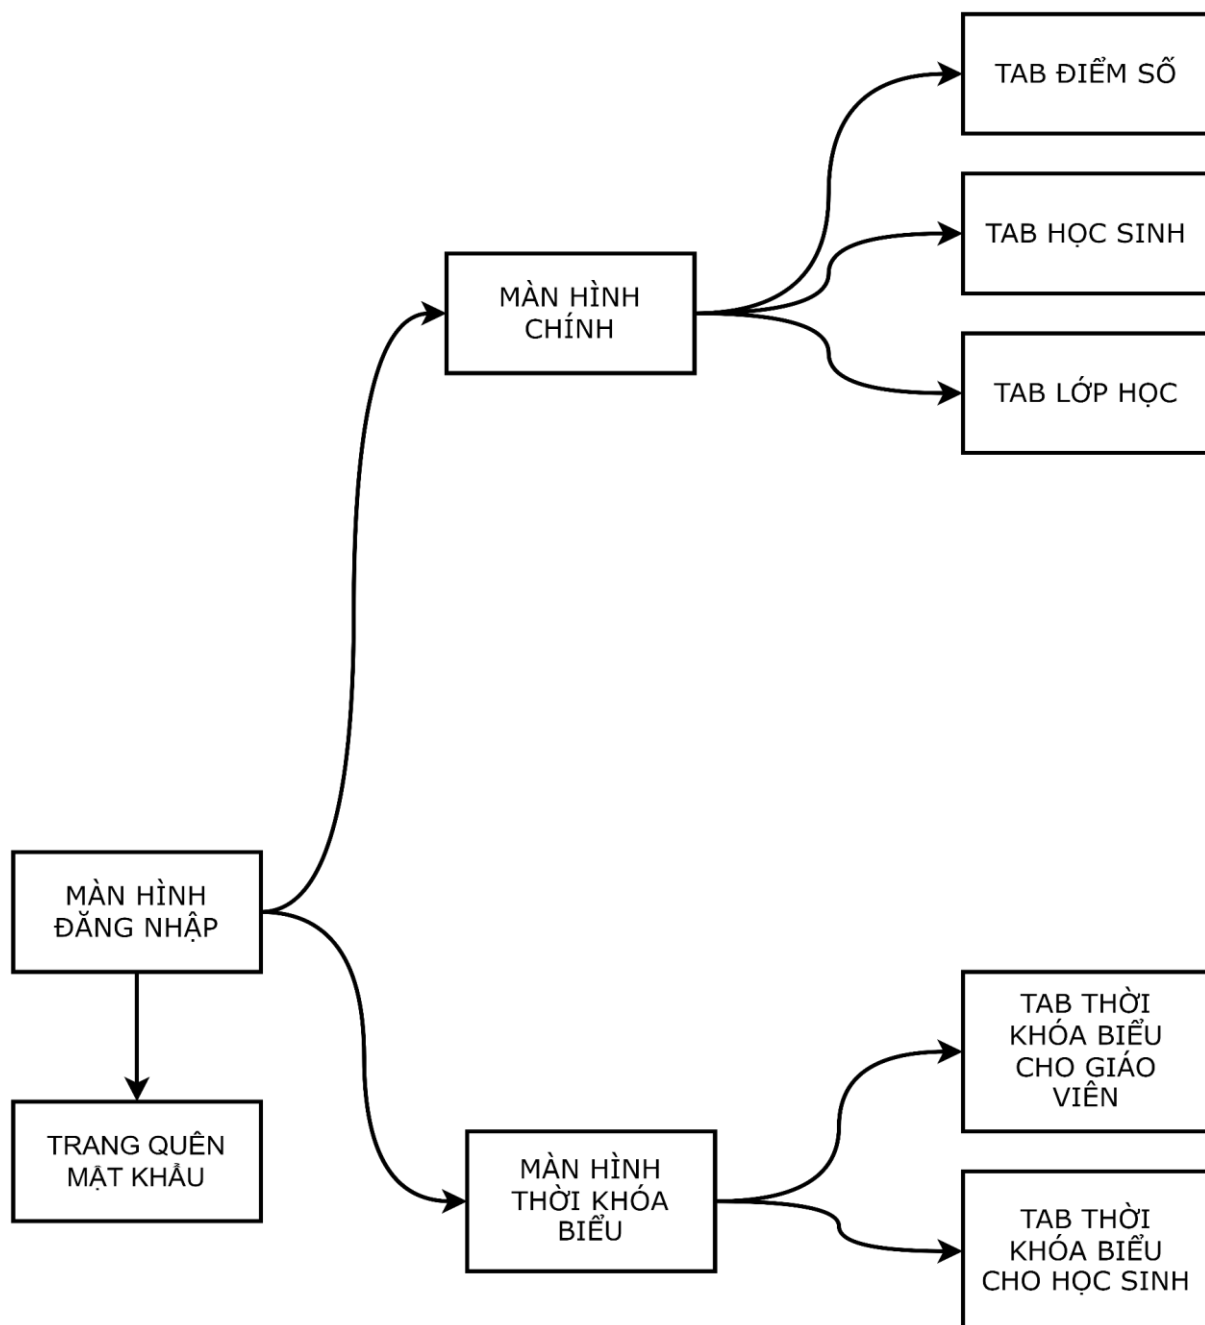 TAB ĐIỂM SỐ
TAB HỌC SINH
MÀN HÌNH
CHÍNH
TAB LỚP HỌC
MÀN HÌNH
ĐĂNG NHẬP
TRANG QUÊN
MẬT KHẨU
MÀN HÌNH
THỜI KHÓA
BIỂU
TAB THỜI
KHÓA BIỂU
CHO GIÁO
VIÊN
TAB THỜI
KHÓA BIỂU
CHO HỌC SINH